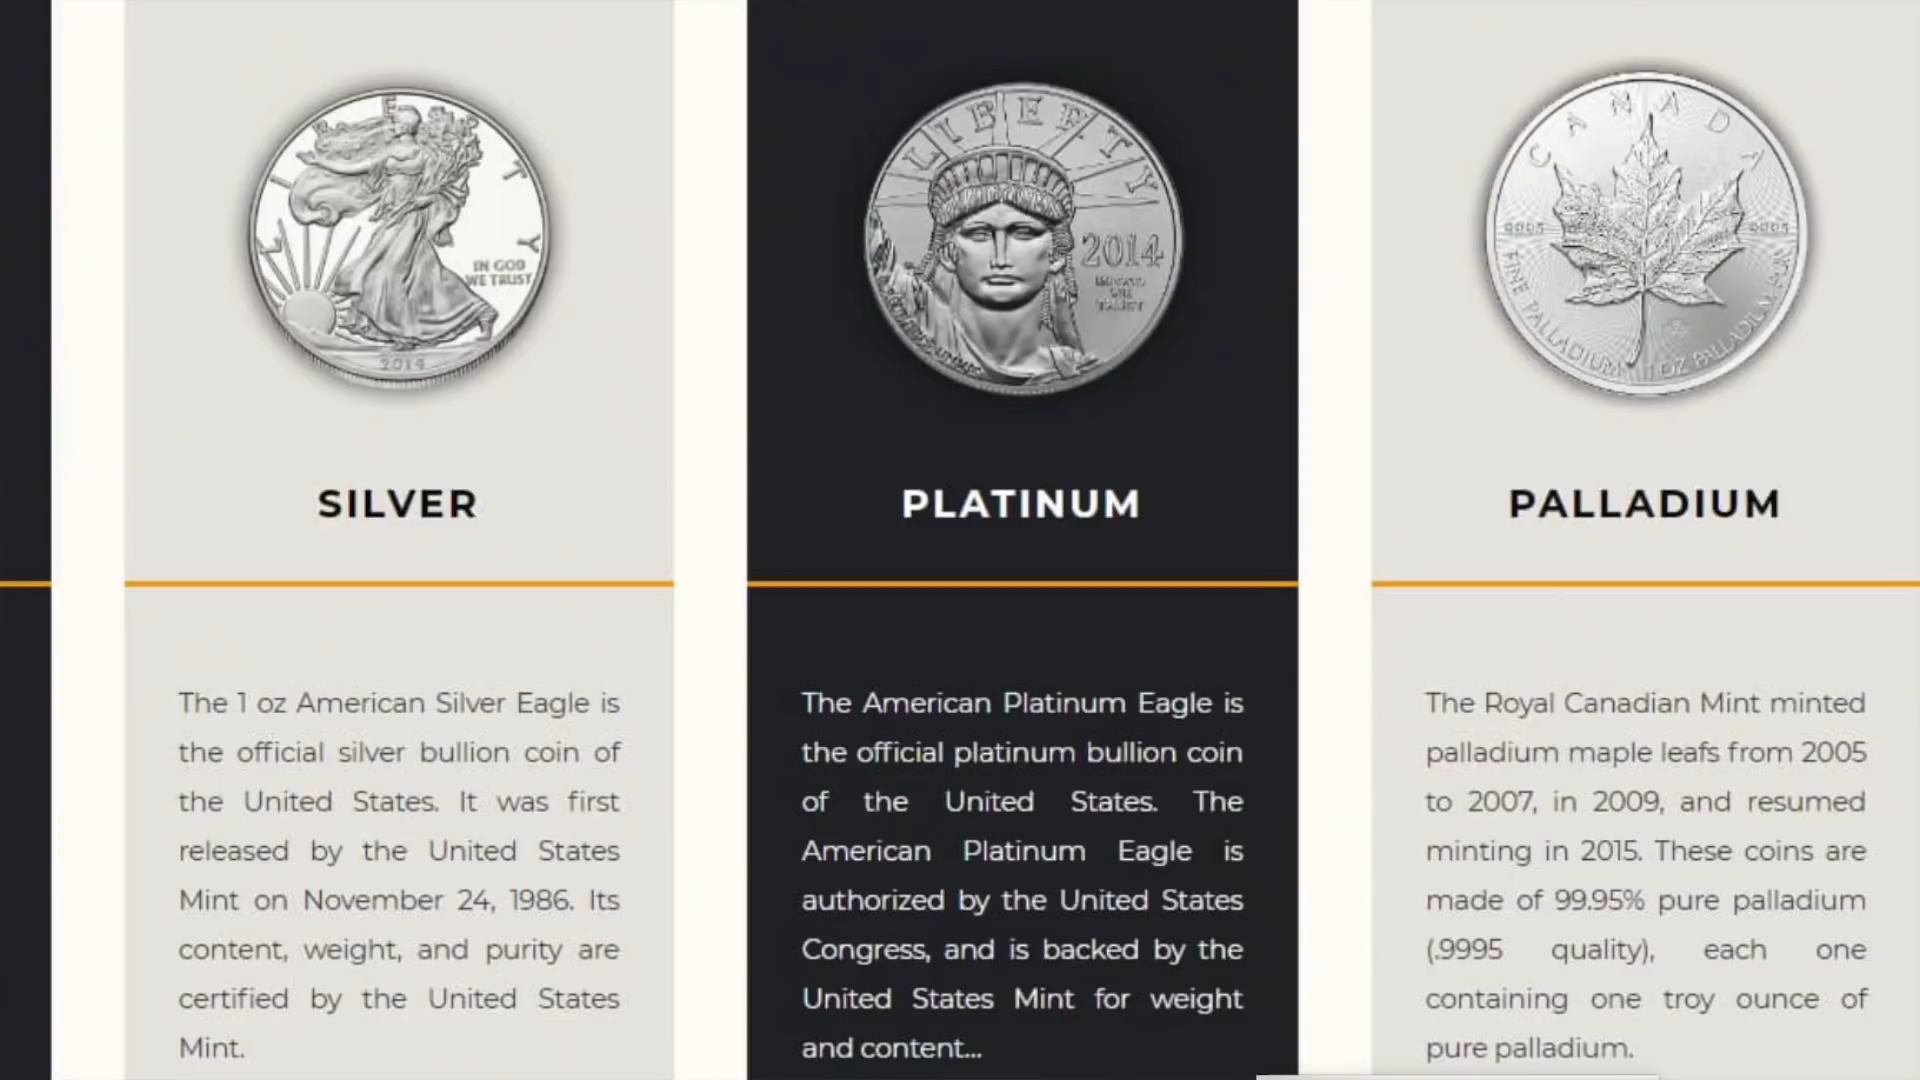 LIBERTY
IN GOD
WE TRUST
2014
SILVER
The 1 oz American Silver Eagle is
the official silver bullion coin of
the United States. It was first
released by the United States
Mint on November 24, 1986. Its
content, weight, and purity are
certified by the United States
Mint.
LIBERTY
2014
PLATINUM
The American Platinum Eagle is
the official platinum bullion coin
of the United States. The
American Platinum Eagle is
authorized by the United States
Congress, and is backed by the
United States Mint for weight
and content...
CANADA
9995 9995
FINE PALLADIUM 1 OZ PALLADIUM
PALLADIUM
The Royal Canadian Mint minted
palladium maple leafs from 2005
to 2007, in 2009, and resumed
minting in 2015. These coins are
made of 99.95% pure palladium
(.9995 quality), each one
containing one troy ounce of
pure palladium.